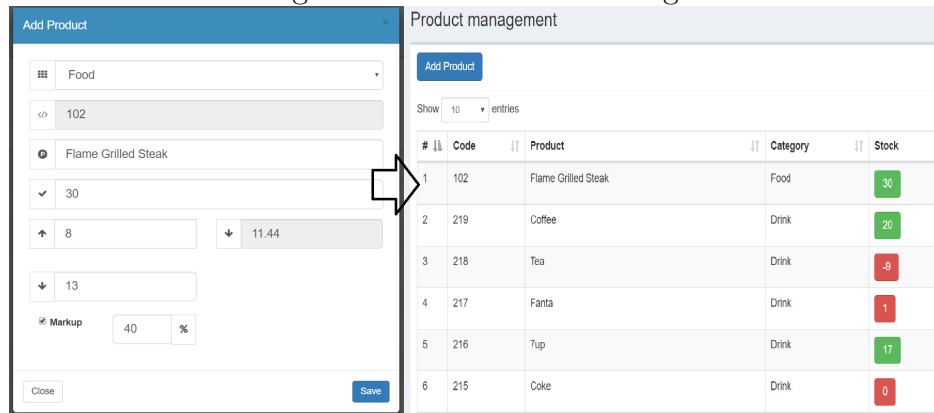 Add Product ×
Food
</> 102
Flame Grilled Steak
30
8 11.44
13
Markup 40 %
Close Save
Product management
Add Product
Show 10 entries
# Code Product Category Stock
1 102 Flame Grilled Steak Food 30
2 219 Coffee Drink 20
3 218 Tea Drink -9
4 217 Fanta Drink 1
5 216 7up Drink 17
6 215 Coke Drink 0